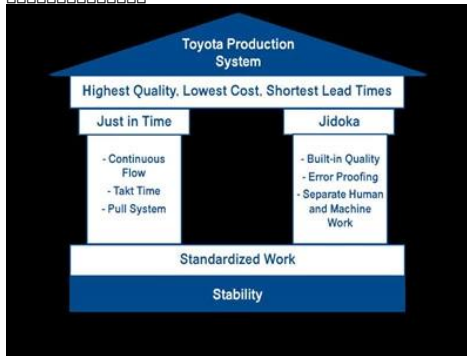 Toyota Production
System
Highest Quality, Lowest Cost, Shortest Lead Times
Just in Time
- Continuous
Flow
- Takt Time
- Pull System
Jidoka
- Built-in Quality
- Error Proofing
- Separate Human
and Machine
Work
Standardized Work
Stability